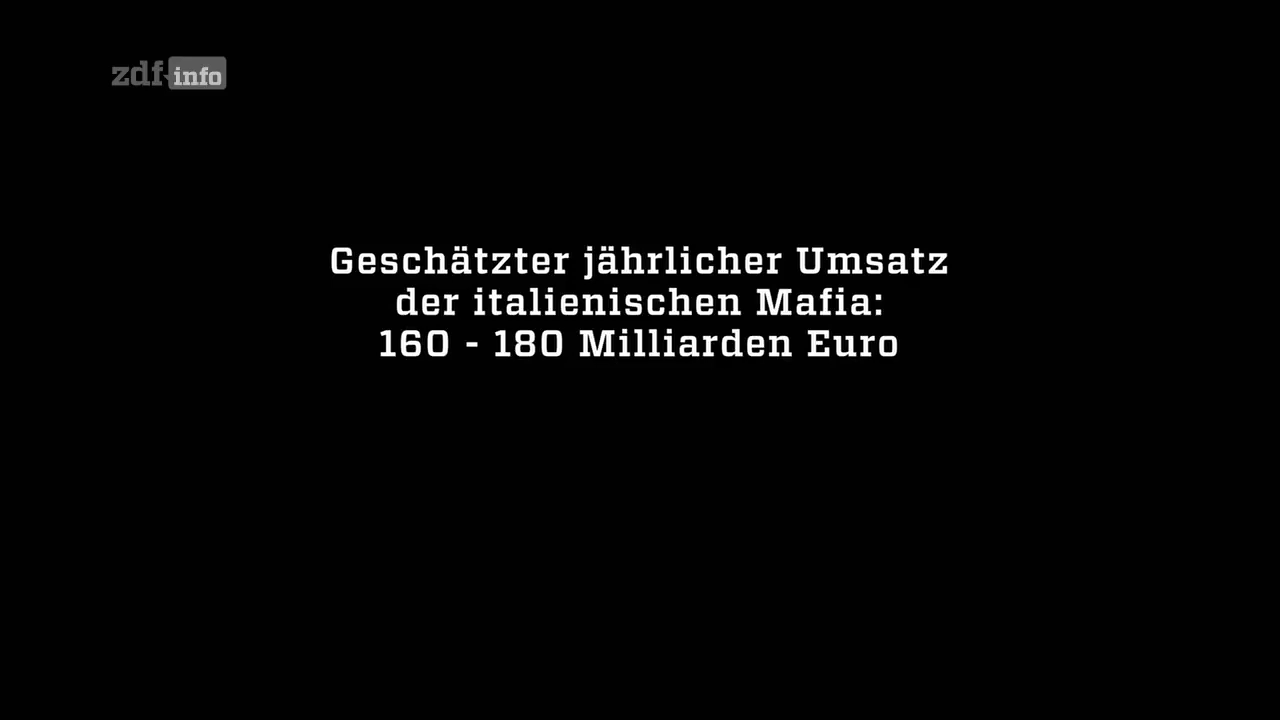 zdf info
Geschätzter jährlicher Umsatz
der italienischen Mafia:
160 - 180 Milliarden Euro